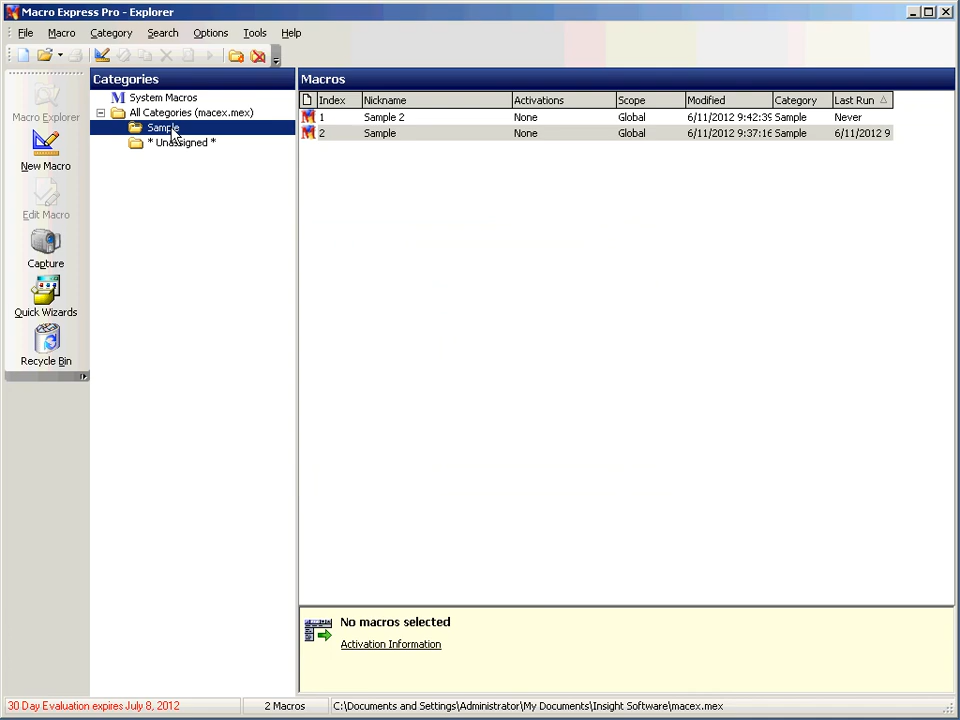 Macro Express Pro - Explorer
File Macro Category Search Options Tools Help
Macro Explorer
New Macro
Edit Macro
Capture
Quick Wizards
Recycle Bin
Categories
System Macros
All Categories (macex.mex)
Sample
* Unassigned *
Macros
Index Nickname Activations Scope Modified Category Last Run
1 Sample 2 None Global 6/11/2012 9:42:39 Sample Never
2 Sample None Global 6/11/2012 9:37:16 Sample 6/11/2012 9
No macros selected
Activation Information
30 Day Evaluation expires July 8, 2012 2 Macros C:\Documents and Settings\Administrator\My Documents\Insight Software\macex.mex